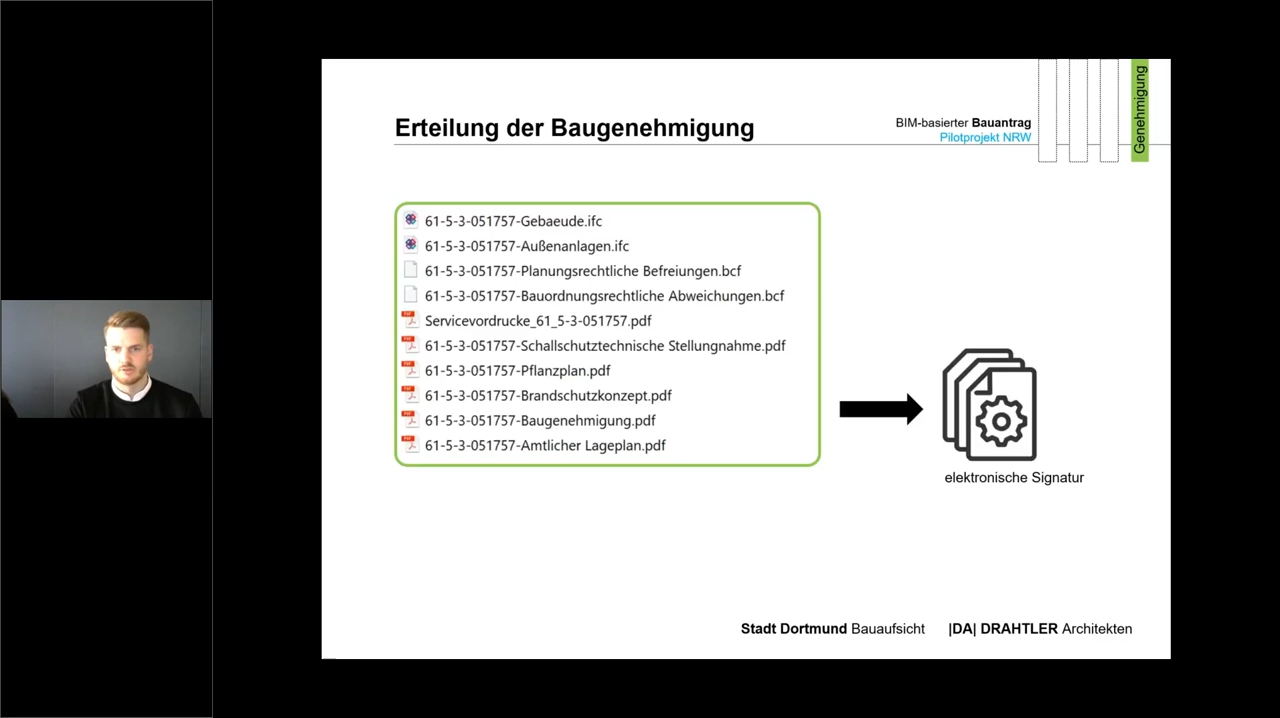 Erteilung der Baugenehmigung
BIM-basierter Bauantrag
Pilotprojekt NRW
Genehmigung
61-5-3-051757-Gebaeude.ifc
61-5-3-051757-Außenanlagen.ifc
61-5-3-051757-Planungsrechtliche Befreiungen.bcf
61-5-3-051757-Bauordnungsrechtliche Abweichungen.bcf
Servicevordrucke_61_5-3-051757.pdf
61-5-3-051757-Schallschutztechnische Stellungnahme.pdf
61-5-3-051757-Pflanzplan.pdf
61-5-3-051757-Brandschutzkonzept.pdf
61-5-3-051757-Baugenehmigung.pdf
61-5-3-051757-Amtlicher Lageplan.pdf
elektronische Signatur
Stadt Dortmund Bauaufsicht |DA| DRAHTLER Architekten